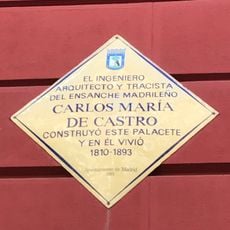 EL INGENIERO
ARQUITECTO Y TRACISTA
DEL ENSANCHE MADRILEÑO
CARLOS MARÍA
DE CASTRO
CONSTRUYÓ ESTE PALACETE
Y EN ÉL VIVIÓ
1810-1893
Ayuntamiento de Madrid